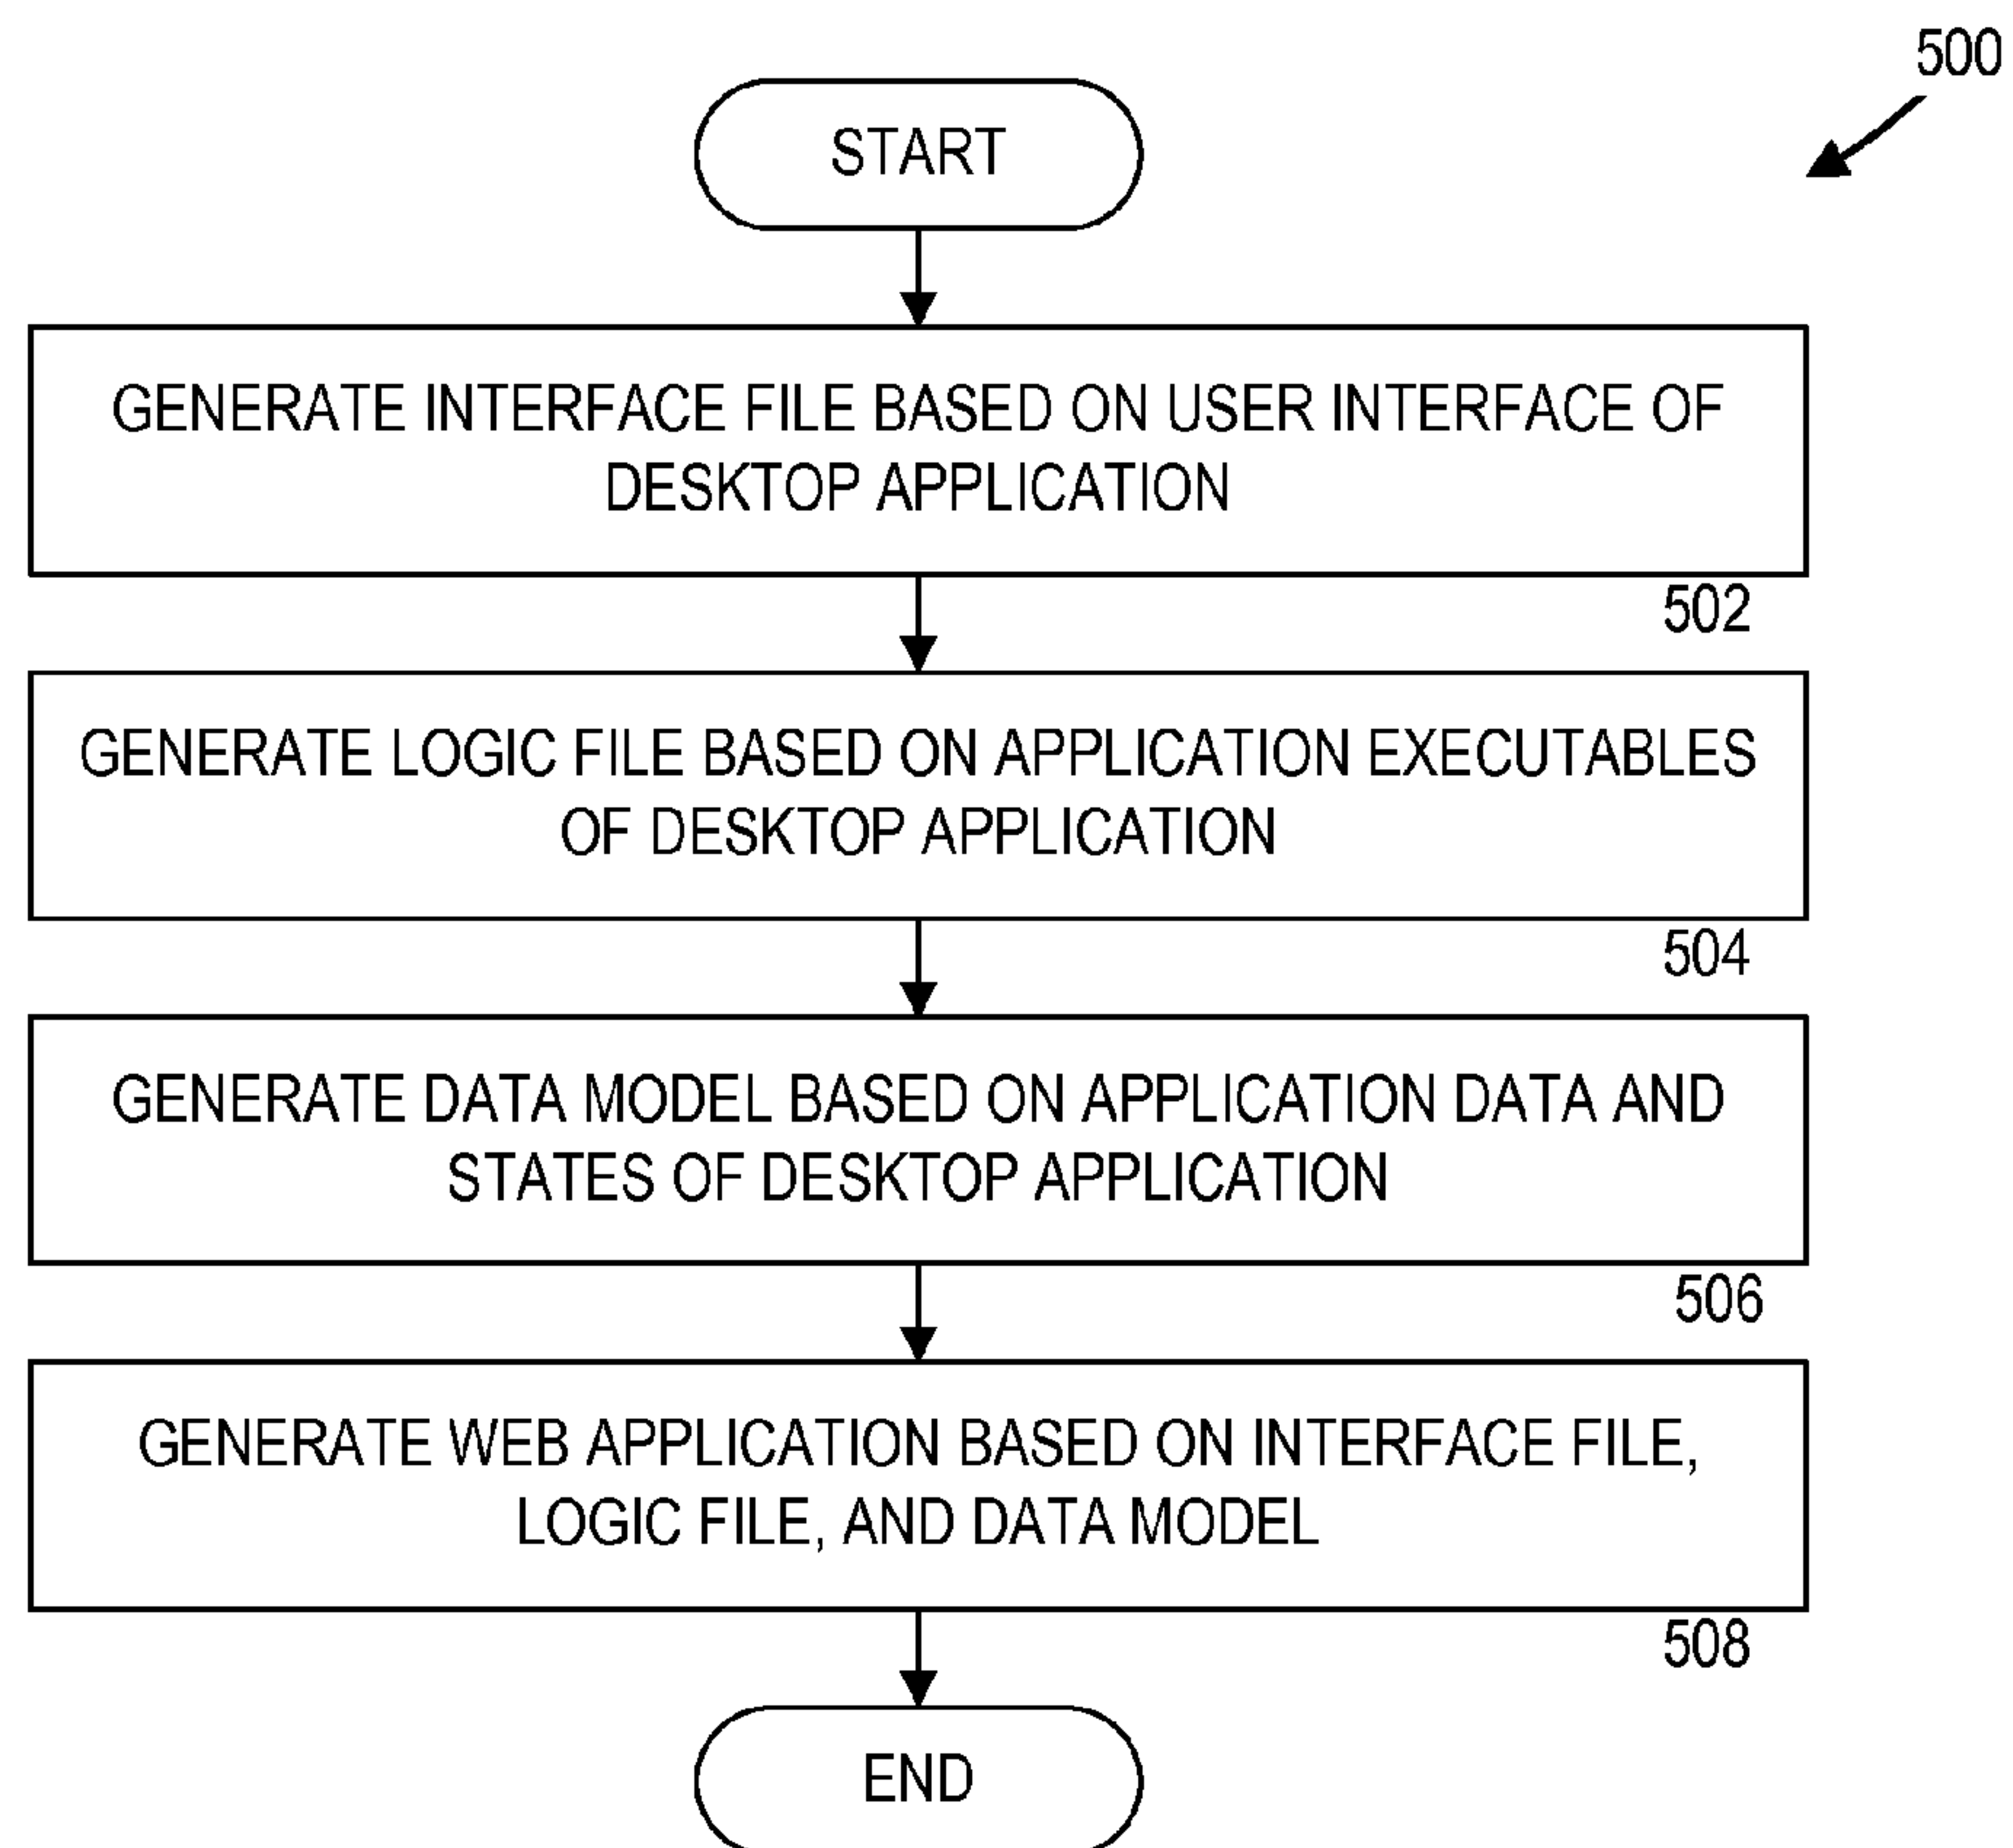 500
START
GENERATE INTERFACE FILE BASED ON USER INTERFACE OF
DESKTOP APPLICATION
502
GENERATE LOGIC FILE BASED ON APPLICATION EXECUTABLES
OF DESKTOP APPLICATION
504
GENERATE DATA MODEL BASED ON APPLICATION DATA AND
STATES OF DESKTOP APPLICATION
506
GENERATE WEB APPLICATION BASED ON INTERFACE FILE,
LOGIC FILE, AND DATA MODEL
508
END